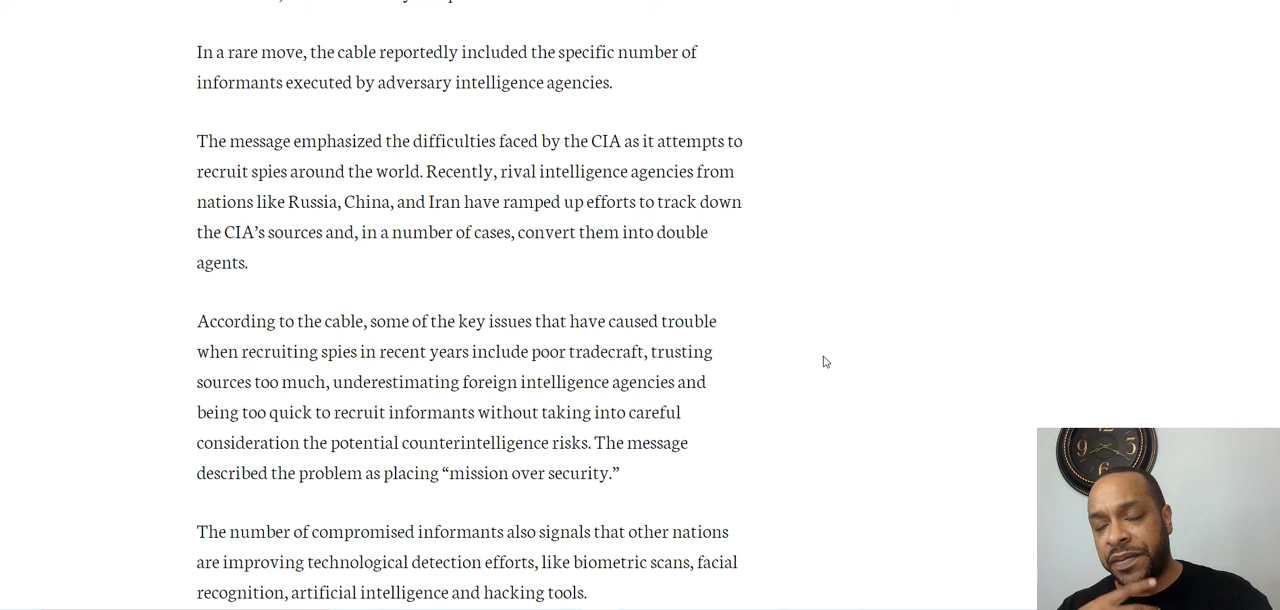 In a rare move, the cable reportedly included the specific number of
informants executed by adversary intelligence agencies.
The message emphasized the difficulties faced by the CIA as it attempts to
recruit spies around the world. Recently, rival intelligence agencies from
nations like Russia, China, and Iran have ramped up efforts to track down
the CIA’s sources and, in a number of cases, convert them into double
agents.
According to the cable, some of the key issues that have caused trouble
when recruiting spies in recent years include poor tradecraft, trusting
sources too much, underestimating foreign intelligence agencies and
being too quick to recruit informants without taking into careful
consideration the potential counterintelligence risks. The message
described the problem as placing “mission over security.”
The number of compromised informants also signals that other nations
are improving technological detection efforts, like biometric scans, facial
recognition, artificial intelligence and hacking tools.
12
9 3
6